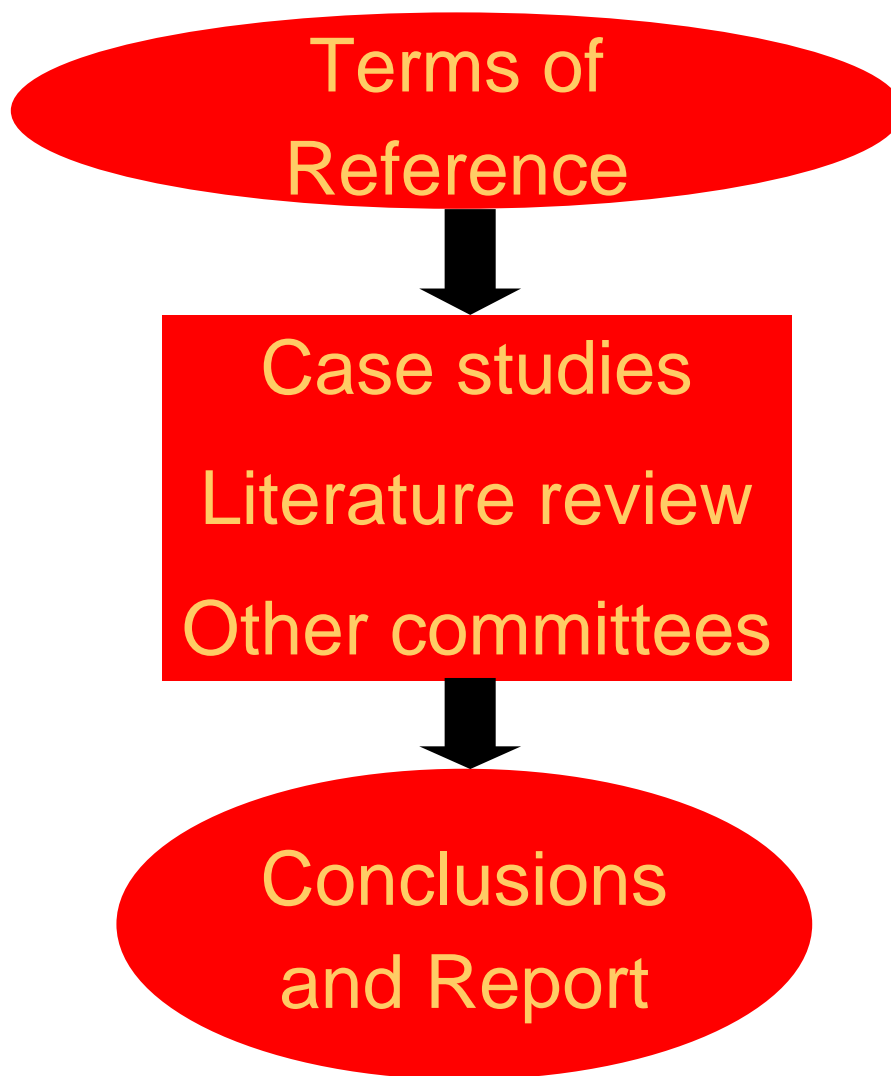 Terms of
Reference
Case studies
Literature review
Other committees
Conclusions
and Report